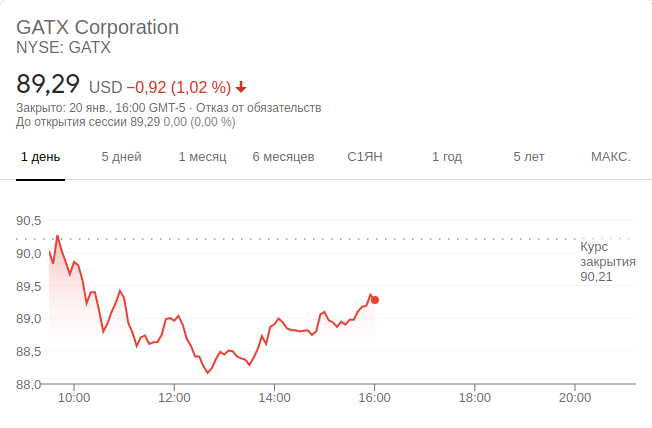 GATX Corporation
NYSE: GATX
89,29 USD −0,92 (1,02 %)
Закрыто: 20 янв., 16:00 GMT-5 · Отказ от обязательств
До открытия сессии 89,29 0,00 (0,00 %)
1 день 5 дней 1 месяц 6 месяцев С1ЯН 1 год 5 лет МАКС.
90,5
90,0
89,5
89,0
88,5
88,0
Курс
закрытия
90,21
10:00 12:00 14:00 16:00 18:00 20:00